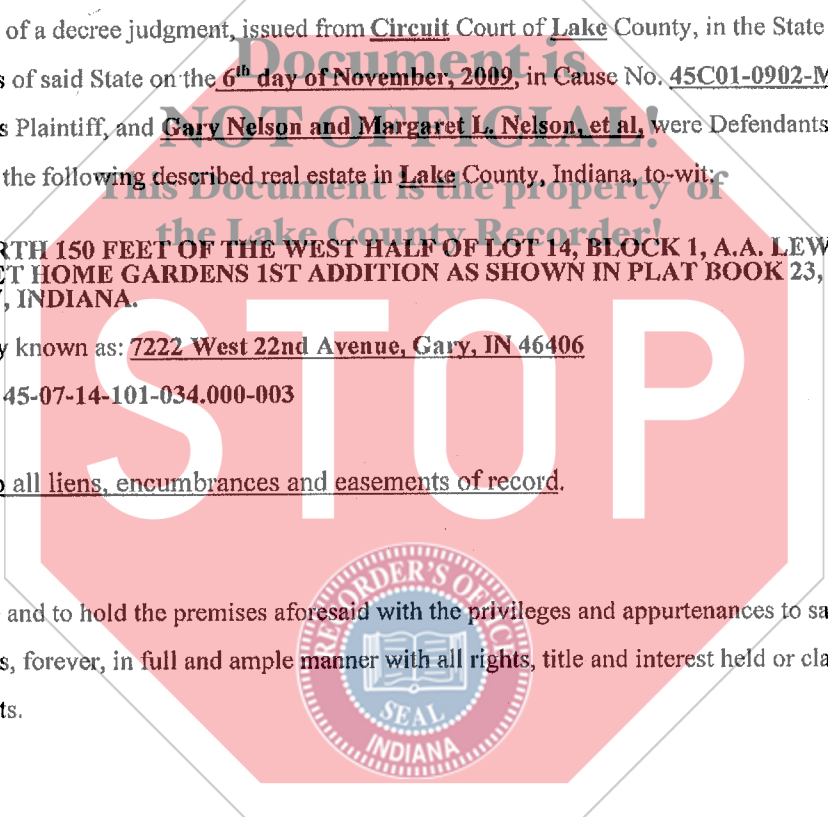 of a decree judgment, issued from Circuit Court of Lake County, in the State
s of said State on the 6th day of November, 2009, in Cause No. 45C01-0902-M
s Plaintiff, and Gary Nelson and Margaret L. Nelson, et al, were Defendants
the following described real estate in Lake County, Indiana, to-wit:
RTH 150 FEET OF THE WEST HALF OF LOT 14, BLOCK 1, A.A. LEW
ET HOME GARDENS 1ST ADDITION AS SHOWN IN PLAT BOOK 23,
, INDIANA.
y known as: 7222 West 22nd Avenue, Gary, IN 46406
45-07-14-101-034.000-003
o all liens, encumbrances and easements of record.
and to hold the premises aforesaid with the privileges and appurtenances to sa
s, forever, in full and ample manner with all rights, title and interest held or cla
ts.
Document is
NOT OFFICIAL!
This Document is the property of
the Lake County Recorder!
STOP
RECORDER'S OFFICE
SEAL
INDIANA